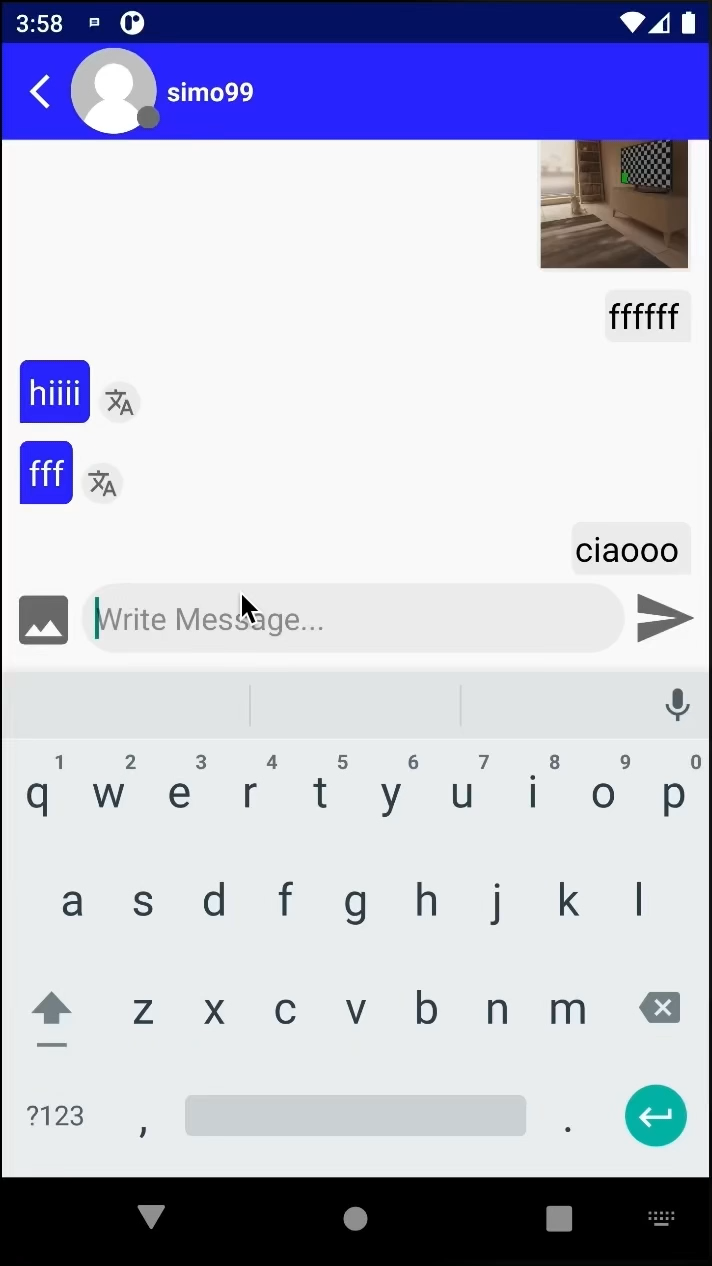 3:58
simo99
ffffff
hiiii
fff
ciaooo
Write Message...
1 2 3 4 5 6 7 8 9 0
q w e r t y u i o p
a s d f g h j k l
z x c v b n m
?123 , .